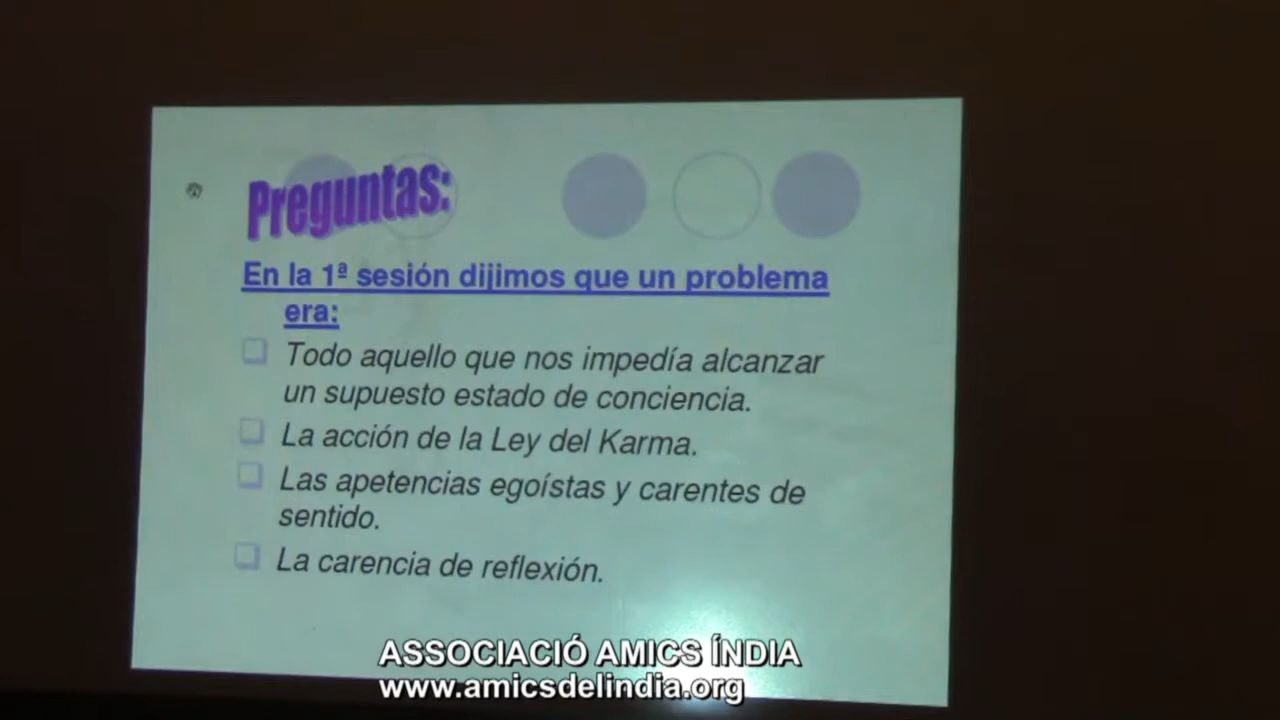 Preguntas:
En la 1ª sesión dijimos que un problema
era:
Todo aquello que nos impedía alcanzar
un supuesto estado de conciencia.
La acción de la Ley del Karma.
Las apetencias egoístas y carentes de
sentido.
La carencia de reflexión.
ASSOCIACIÓ AMICS ÍNDIA
www.amicsdelindia.org